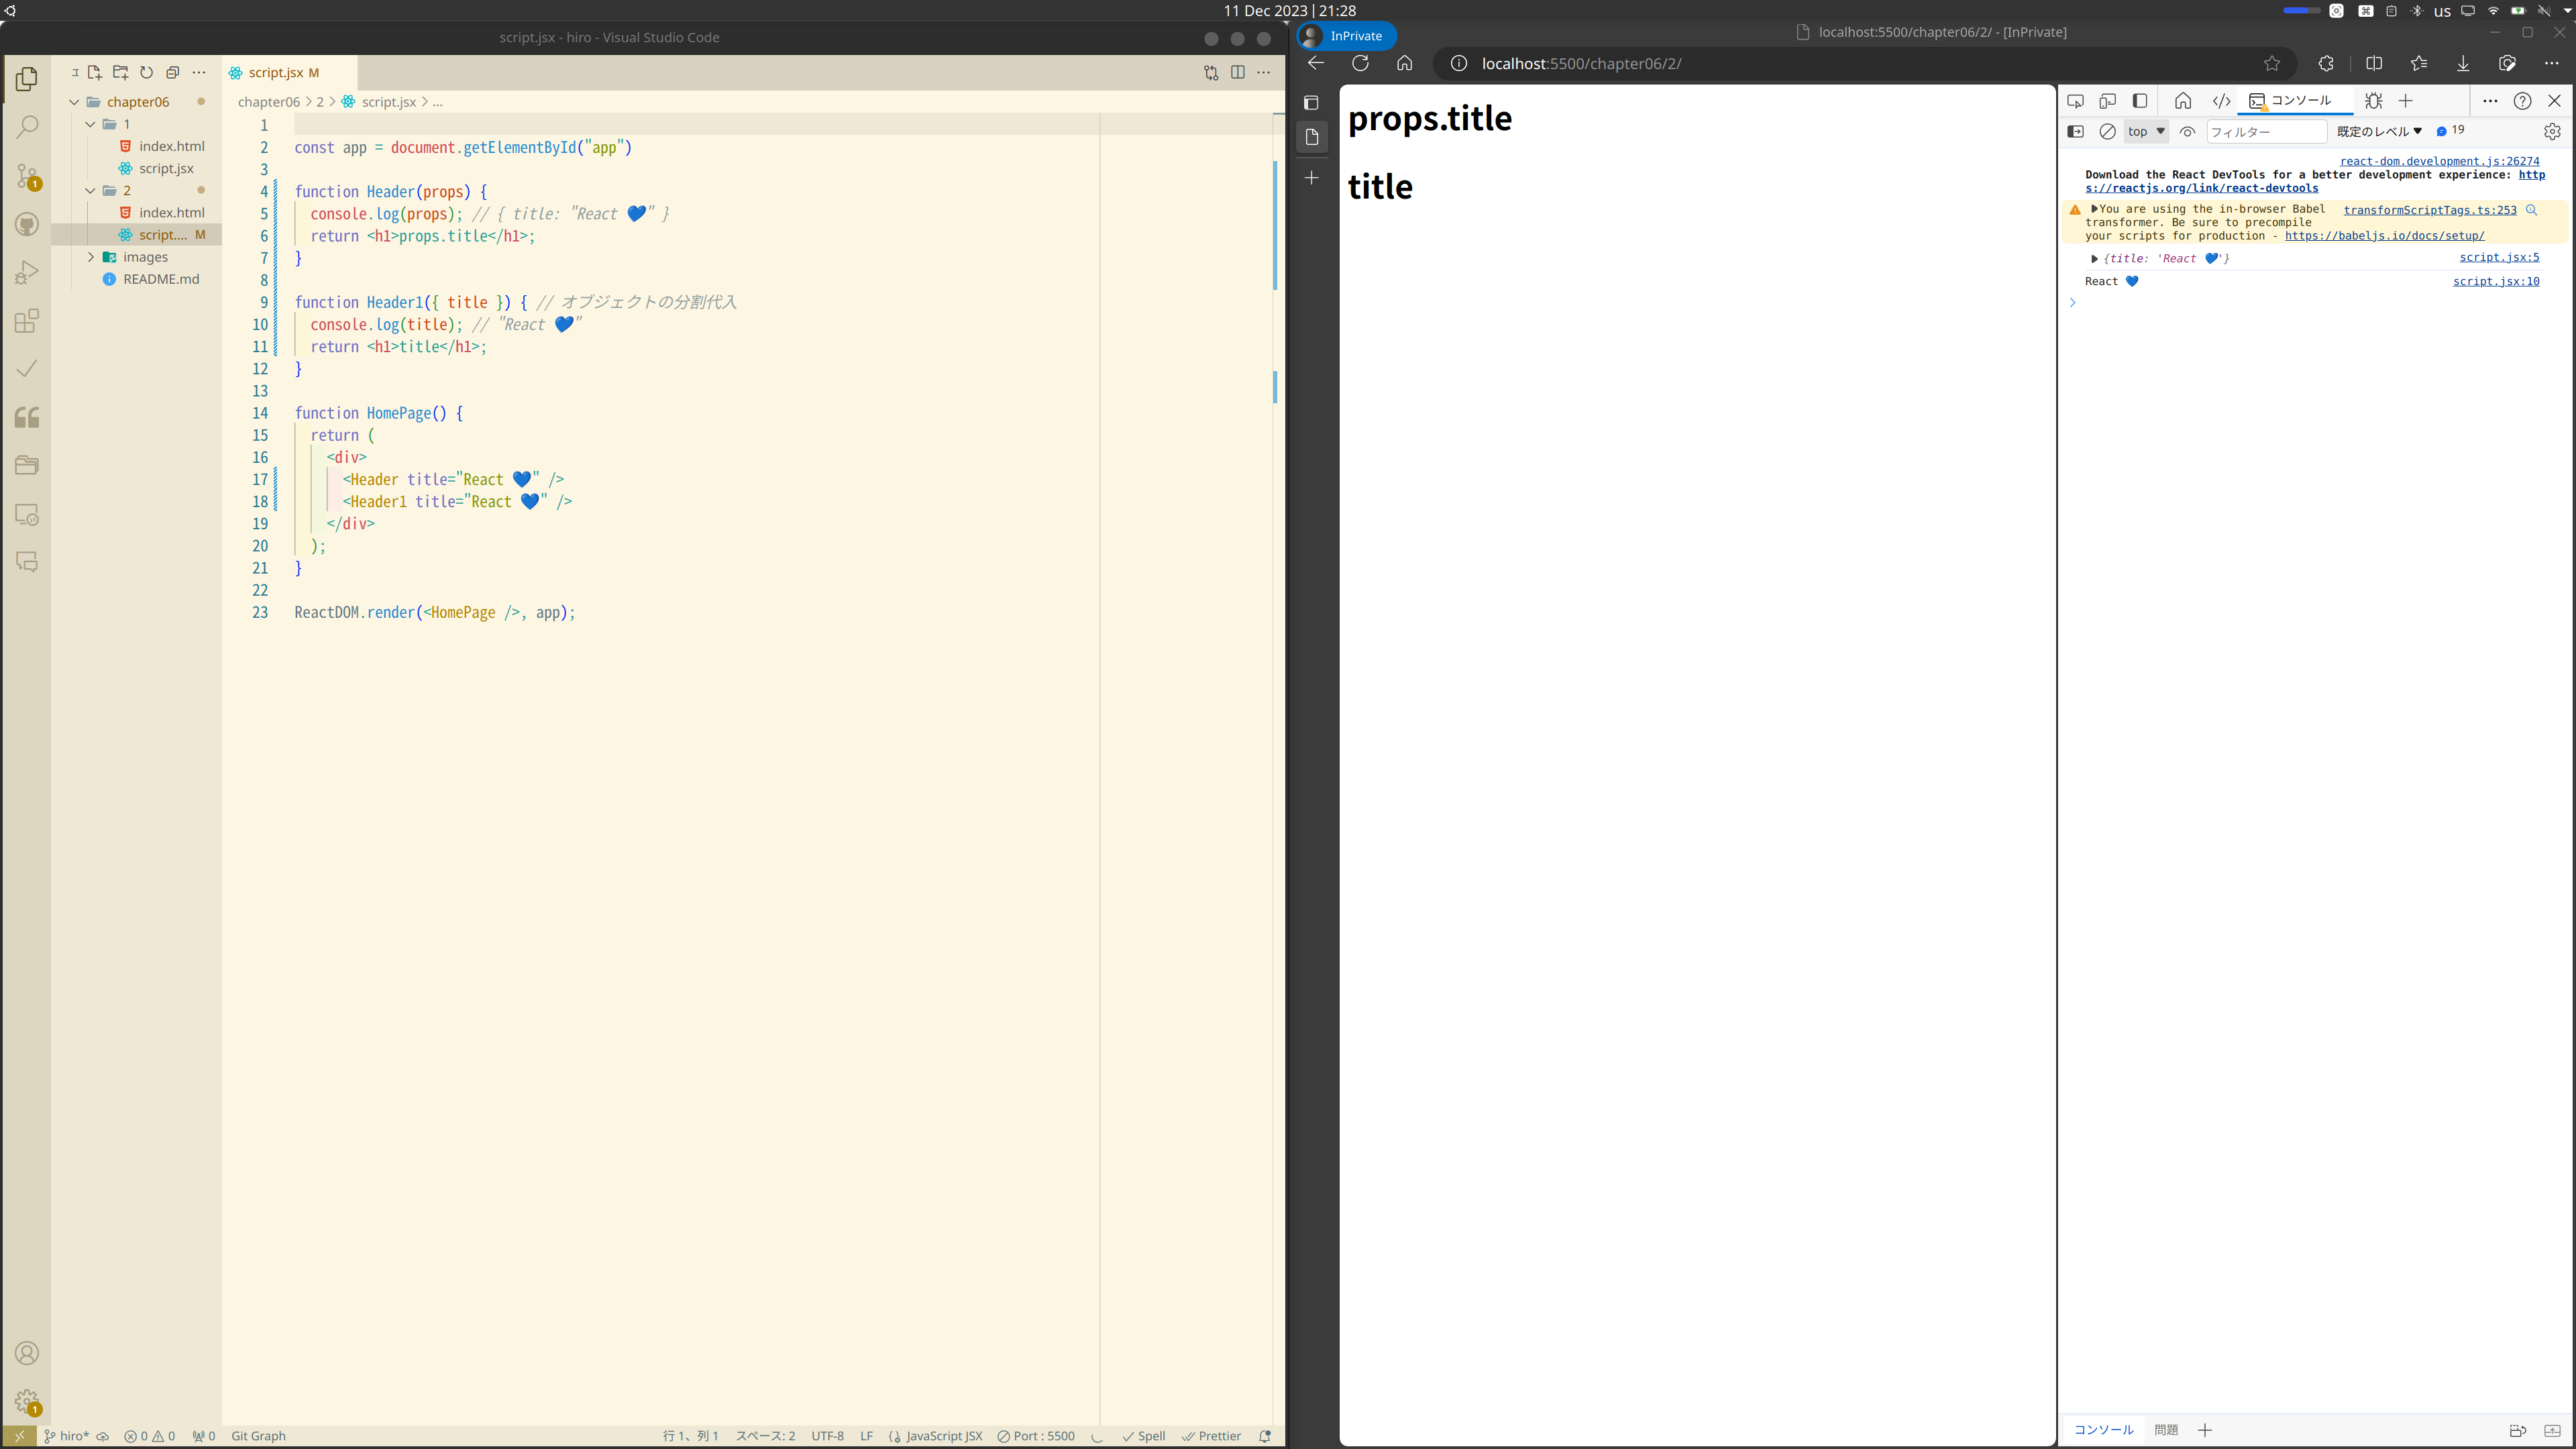 11 Dec 2023 | 21:28
us
script.jsx - hiro - Visual Studio Code
script.jsx M
chapter06 > 2 > script.jsx > ...
chapter06
1
index.html
script.jsx
2
index.html
script.... M
images
README.md
1
2 const app = document.getElementById("app")
3
4 function Header(props) {
5 console.log(props); // { title: "React 💙" }
6 return <h1>props.title</h1>;
7 }
8
9 function Header1({ title }) { // オブジェクトの分割代入
10 console.log(title); // "React 💙"
11 return <h1>title</h1>;
12 }
13
14 function HomePage() {
15 return (
16 <div>
17 <Header title="React 💙" />
18 <Header1 title="React 💙" />
19 </div>
20 );
21 }
22
23 ReactDOM.render(<HomePage />, app);
1
1
hiro* 0 0 0 Git Graph
行 1、列 1 スペース: 2 UTF-8 LF JavaScript JSX Port : 5500 Spell Prettier
InPrivate
localhost:5500/chapter06/2/ - [InPrivate]
localhost:5500/chapter06/2/
props.title
title
コンソール
top フィルター 既定のレベル 19
react-dom.development.js:26274
Download the React DevTools for a better development experience: http
s://reactjs.org/link/react-devtools
You are using the in-browser Babel transformScriptTags.ts:253
transformer. Be sure to precompile
your scripts for production - https://babeljs.io/docs/setup/
{title: 'React 💙'} script.jsx:5
React 💙 script.jsx:10
コンソール 問題